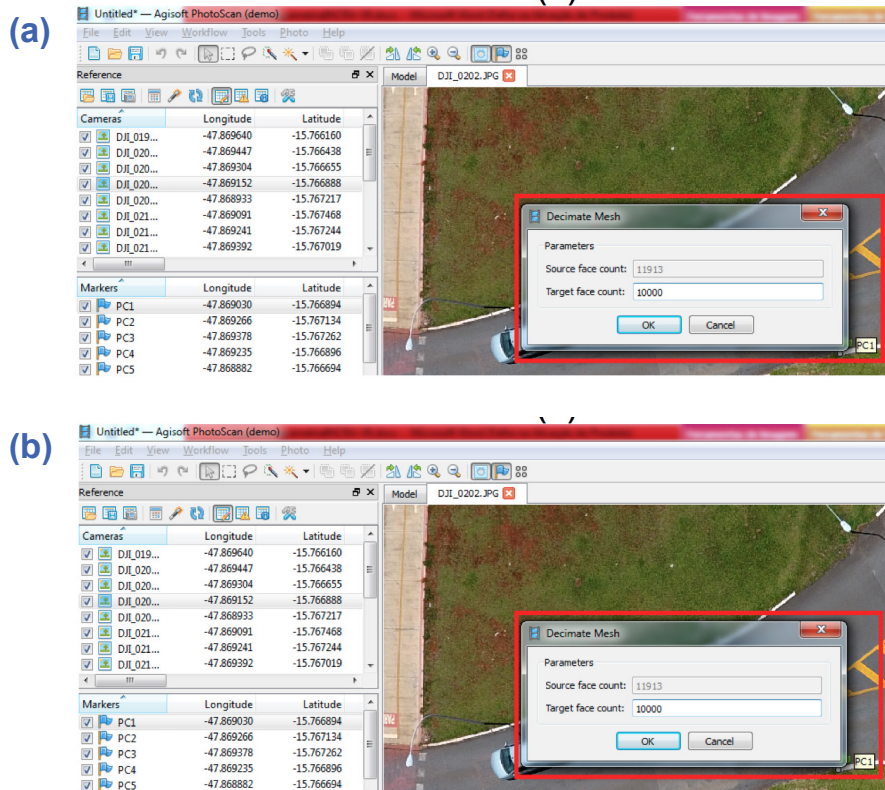 (a)
Untitled* — Agisoft PhotoScan (demo)
File Edit View Workflow Tools Photo Help
Reference
Model DJI_0202.JPG
Cameras Longitude Latitude
DJI_019... -47.869640 -15.766160
DJI_020... -47.869447 -15.766438
DJI_020... -47.869304 -15.766655
DJI_020... -47.869152 -15.766888
DJI_020... -47.868933 -15.767217
DJI_021... -47.869091 -15.767468
DJI_021... -47.869241 -15.767244
DJI_021... -47.869392 -15.767019
Markers Longitude Latitude
PC1 -47.869030 -15.766894
PC2 -47.869266 -15.767134
PC3 -47.869378 -15.767262
PC4 -47.869235 -15.766896
PC5 -47.868882 -15.766694
Decimate Mesh
Parameters
Source face count: 11913
Target face count: 10000
OK Cancel
PC1
(b)
Untitled* — Agisoft PhotoScan (demo)
File Edit View Workflow Tools Photo Help
Reference
Model DJI_0202.JPG
Cameras Longitude Latitude
DJI_019... -47.869640 -15.766160
DJI_020... -47.869447 -15.766438
DJI_020... -47.869304 -15.766655
DJI_020... -47.869152 -15.766888
DJI_020... -47.868933 -15.767217
DJI_021... -47.869091 -15.767468
DJI_021... -47.869241 -15.767244
DJI_021... -47.869392 -15.767019
Markers Longitude Latitude
PC1 -47.869030 -15.766894
PC2 -47.869266 -15.767134
PC3 -47.869378 -15.767262
PC4 -47.869235 -15.766896
PC5 -47.868882 -15.766694
Decimate Mesh
Parameters
Source face count: 11913
Target face count: 10000
OK Cancel
PC1